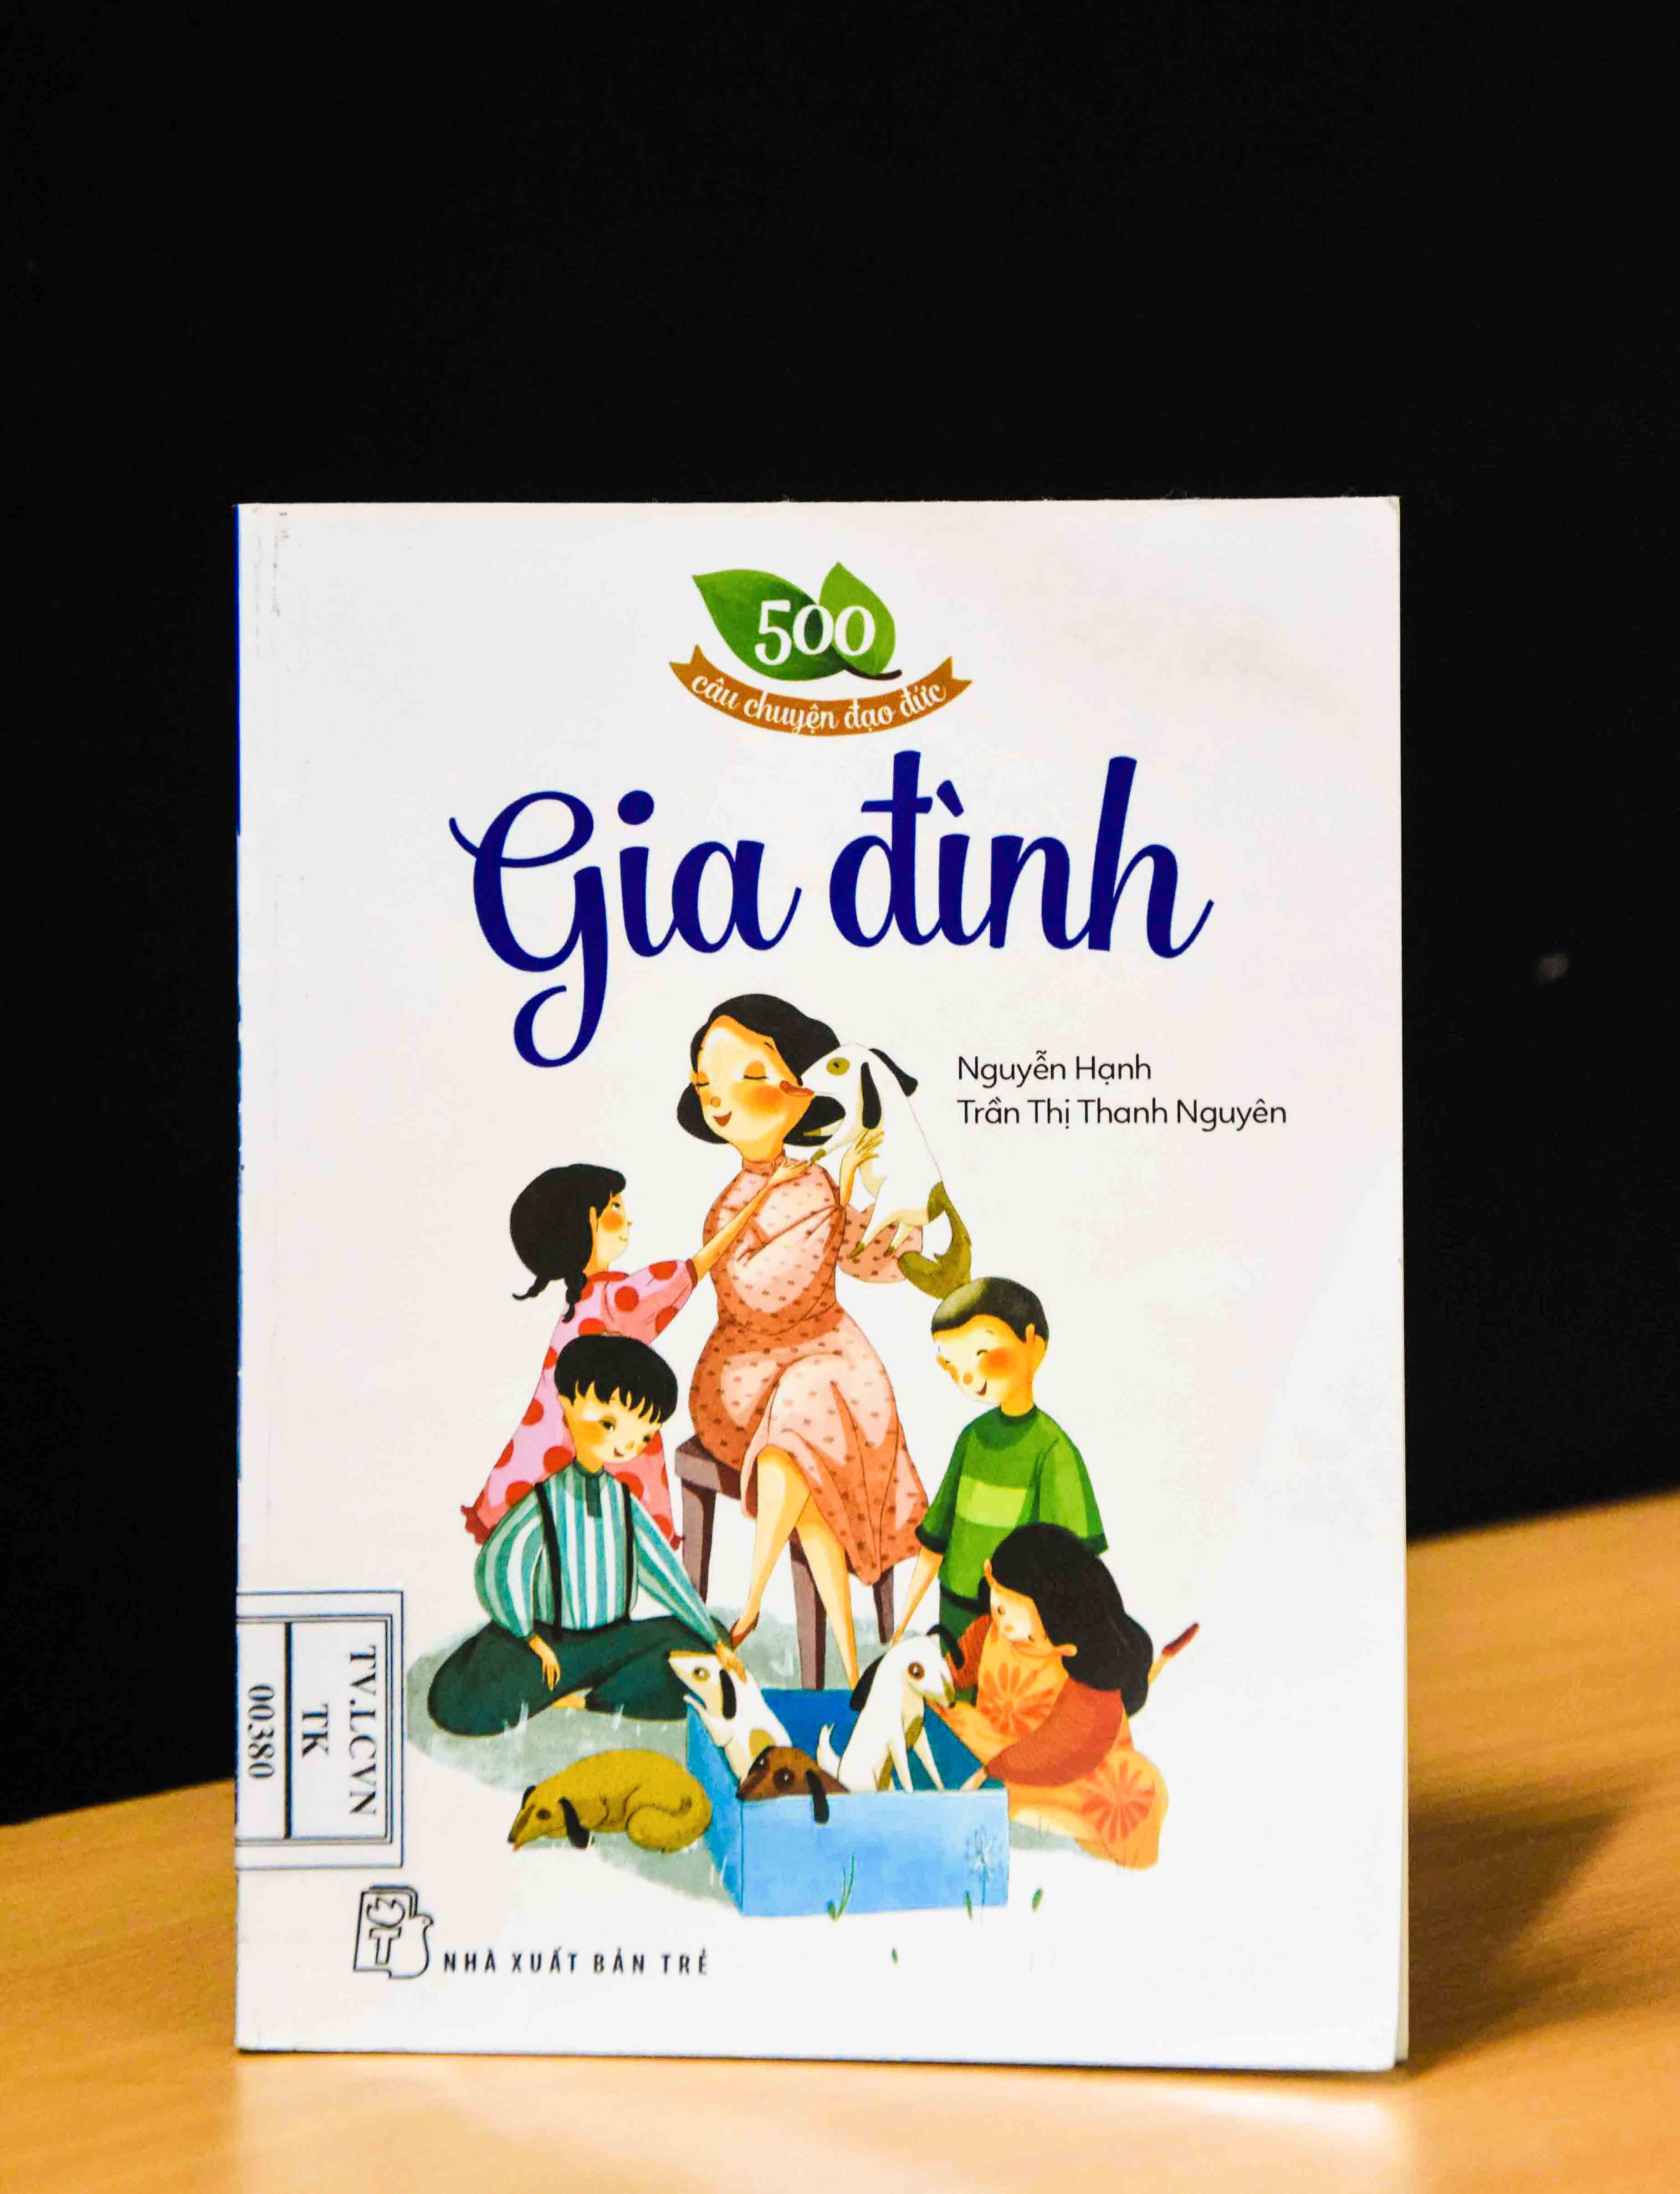 500
câu chuyện đạo đức
Gia đình
Nguyễn Hạnh
Trần Thị Thanh Nguyên
TV.LCVN
TK
00380
NHÀ XUẤT BẢN TRẺ